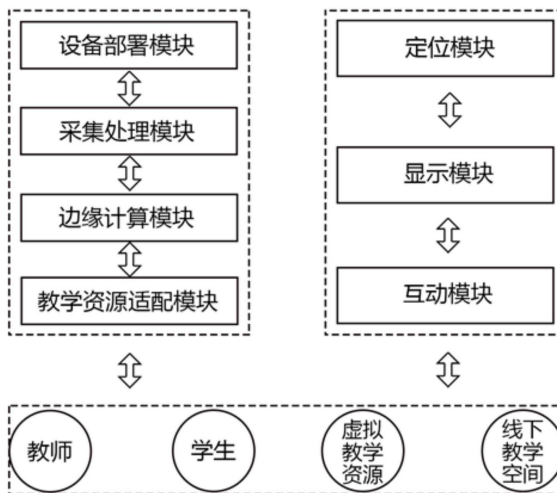 设备部署模块
采集处理模块
边缘计算模块
教学资源适配模块
定位模块
显示模块
互动模块
教师
学生
虚拟
教学
资源
线下
教学
空间